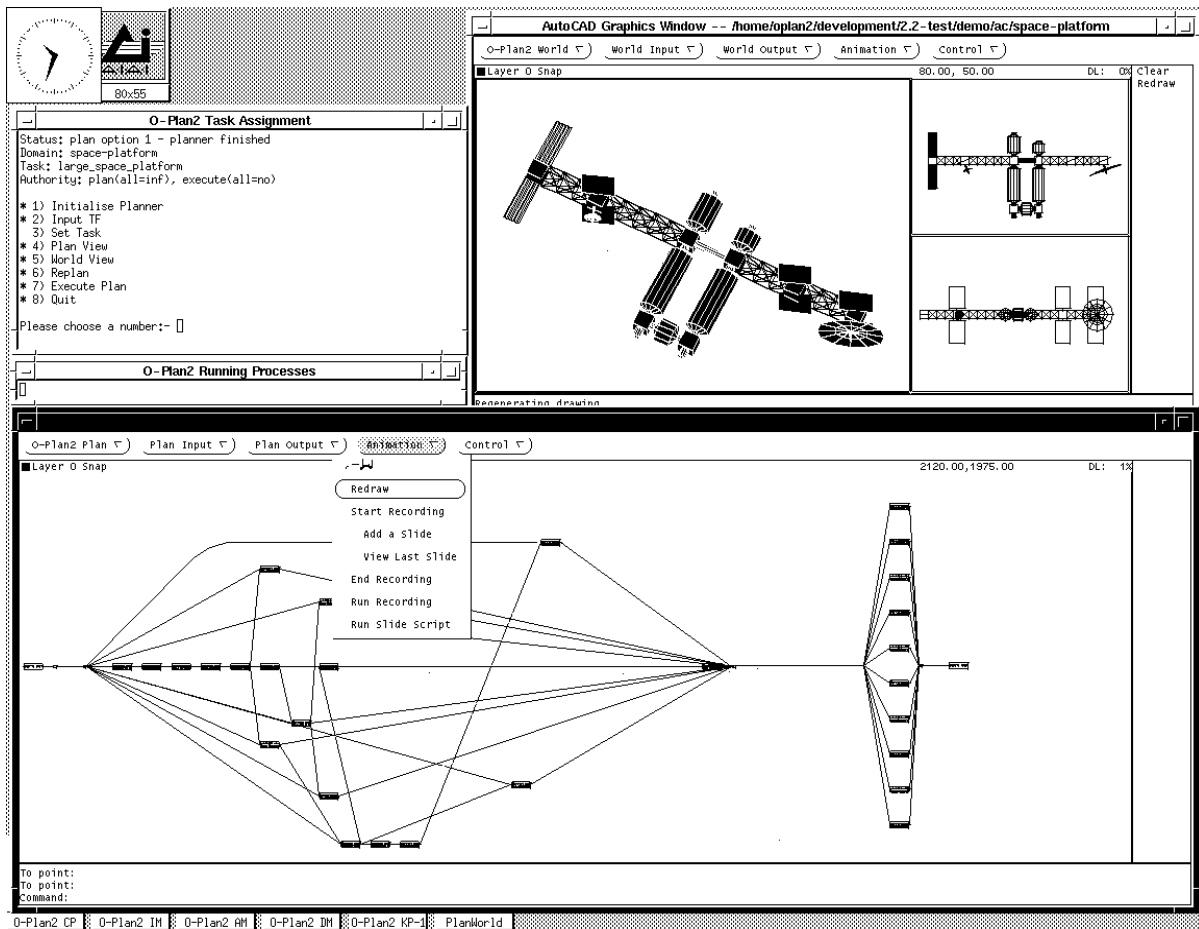 AIAI
80x55
O-Plan2 Task Assignment
Status: plan option 1 - planner finished
Domain: space-platform
Task: large_space_platform
Authority: plan(all=inf), execute(all=no)
* 1) Initialise Planner
* 2) Input TF
3) Set Task
* 4) Plan View
* 5) World View
* 6) Replan
* 7) Execute Plan
* 8) Quit
Please choose a number:-
O-Plan2 Running Processes
AutoCAD Graphics Window -- /home/oplan2/development/2.2-test/demo/ac/space-platform
O-Plan2 World World Input World Output Animation Control
Layer 0 Snap 80.00, 50.00 DL: 0% Clear
Redraw
Regenerating drawing
O-Plan2 Plan Plan Input Plan Output Animation Control
Layer 0 Snap 2120.00,1975.00 DL: 1%
Redraw
Start Recording
Add a Slide
View Last Slide
End Recording
Run Recording
Run Slide Script
To point:
To point:
Command:
O-Plan2 CP O-Plan2 IM O-Plan2 AM O-Plan2 DM O-Plan2 KP-1 PlanWorld